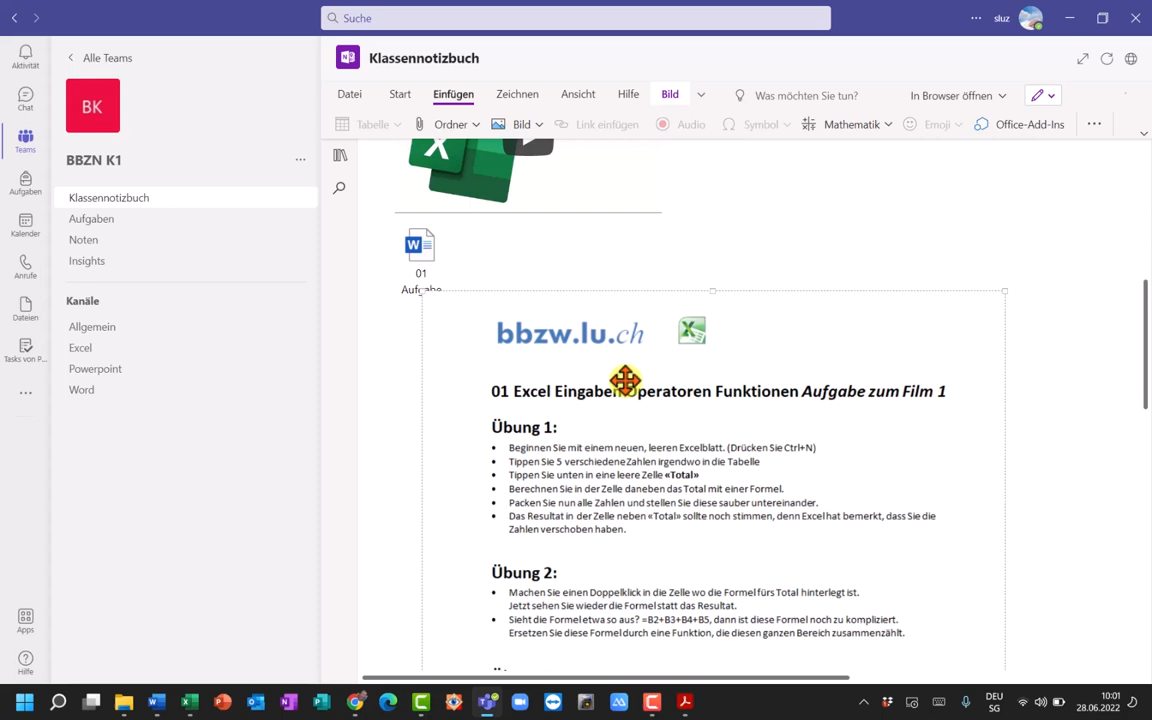 Suche
sluz
Aktivität
Chat
Teams
Aufgaben
Kalender
Anrufe
Dateien
Tasks von P...
Apps
Hilfe
Alle Teams
BK
BBZN K1
Klassennotizbuch
Aufgaben
Noten
Insights
Kanäle
Allgemein
Excel
Powerpoint
Word
Klassennotizbuch
Datei Start Einfügen Zeichnen Ansicht Hilfe Bild Was möchten Sie tun? In Browser öffnen
Tabelle Ordner Bild Link einfügen Audio Symbol Mathematik Emoji Office-Add-Ins
01
Aufgabe
bbzw.lu.ch
01 Excel Eingaben Operatoren Funktionen Aufgabe zum Film 1
Übung 1:
• Beginnen Sie mit einem neuen, leeren Excelblatt. (Drücken Sie Ctrl+N)
• Tippen Sie 5 verschiedene Zahlen irgendwo in die Tabelle
• Tippen Sie unten in eine leere Zelle «Total»
• Berechnen Sie in der Zelle daneben das Total mit einer Formel.
• Packen Sie nun alle Zahlen und stellen Sie diese sauber untereinander.
• Das Resultat in der Zelle neben «Total» sollte noch stimmen, denn Excel hat bemerkt, dass Sie die
Zahlen verschoben haben.
Übung 2:
• Machen Sie einen Doppelklick in die Zelle wo die Formel fürs Total hinterlegt ist.
Jetzt sehen Sie wieder die Formel statt das Resultat.
• Sieht die Formel etwa so aus? =B2+B3+B4+B5, dann ist diese Formel noch zu kompliziert.
Ersetzen Sie diese Formel durch eine Funktion, die diesen ganzen Bereich zusammenzählt.
DEU
SG
10:01
28.06.2022